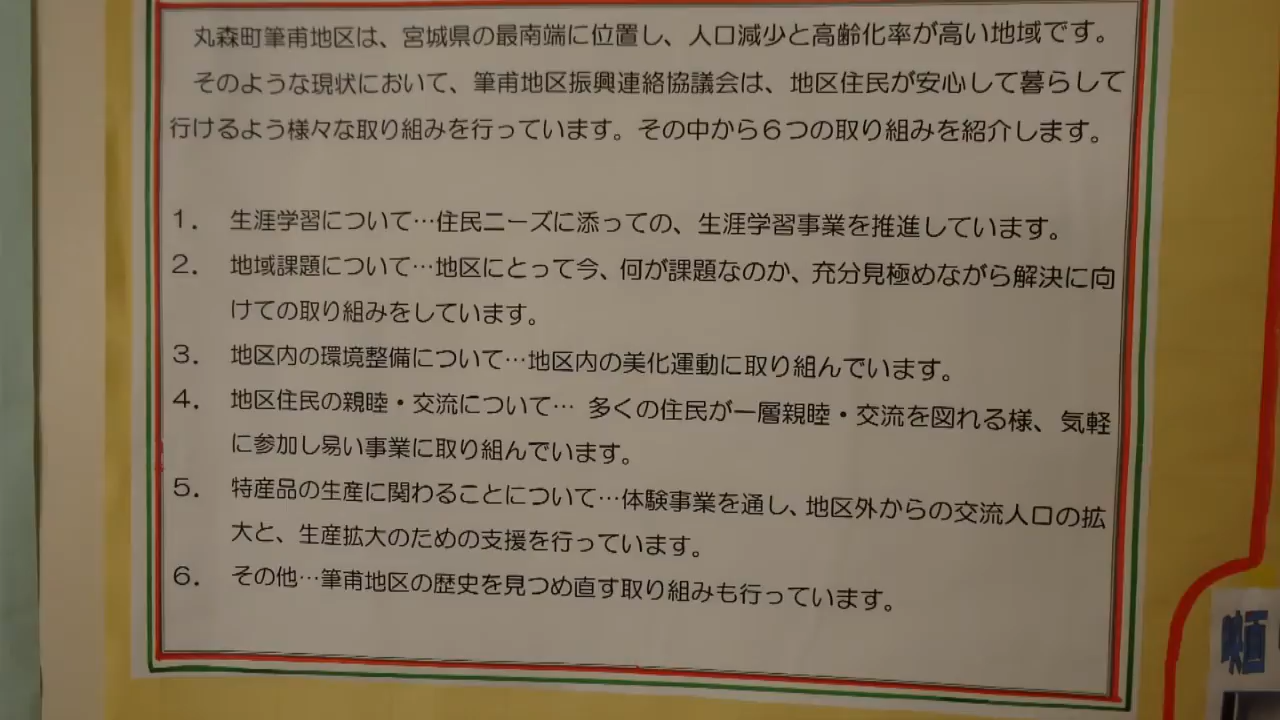 丸森町筆甫地区は、宮城県の最南端に位置し、人口減少と高齢化率が高い地域です。
そのような現状において、筆甫地区振興連絡協議会は、地区住民が安心して暮らして
行けるよう様々な取り組みを行っています。その中から６つの取り組みを紹介します。
１．　生涯学習について…住民ニーズに添っての、生涯学習事業を推進しています。
２．　地域課題について…地区にとって今、何が課題なのか、充分見極めながら解決に向
けての取り組みをしています。
３．　地区内の環境整備について…地区内の美化運動に取り組んでいます。
４．　地区住民の親睦・交流について… 多くの住民が一層親睦・交流を図れる様、気軽
に参加し易い事業に取り組んでいます。
５．　特産品の生産に関わることについて…体験事業を通し、地区外からの交流人口の拡
大と、生産拡大のための支援を行っています。
６．　その他…筆甫地区の歴史を見つめ直す取り組みも行っています。
映画